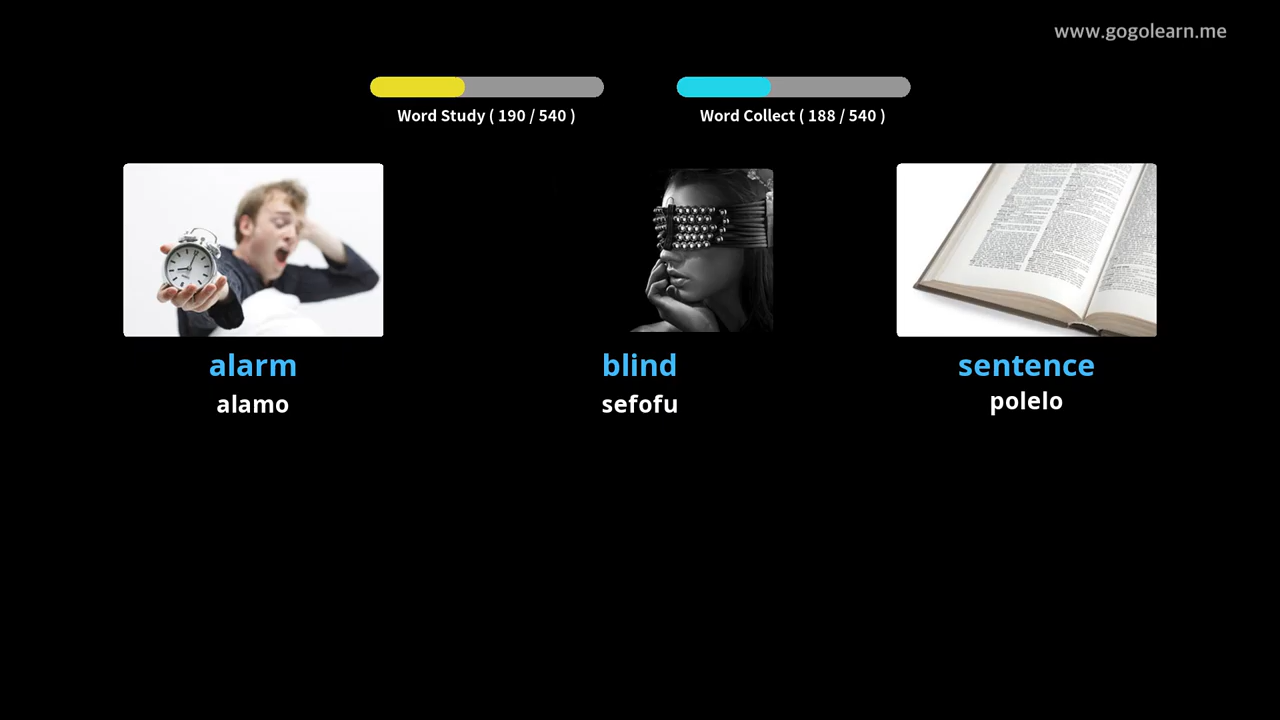 www.gogolearn.me
Word Study ( 190 / 540 )
Word Collect ( 188 / 540 )
alarm
alamo
blind
sefofu
sentence
polelo